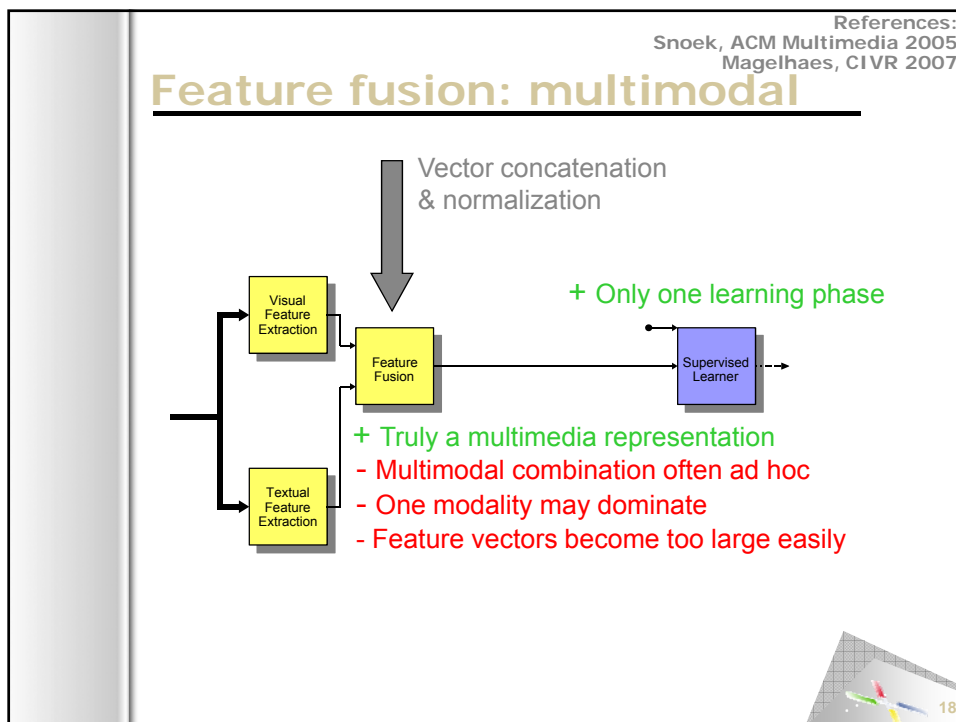 References:
Snoek, ACM Multimedia 2005
Magelhaes, CIVR 2007
Feature fusion: multimodal
Vector concatenation
& normalization
+ Only one learning phase
Visual
Feature
Extraction
Feature
Fusion
Supervised
Learner
+ Truly a multimedia representation
- Multimodal combination often ad hoc
- One modality may dominate
- Feature vectors become too large easily
Textual
Feature
Extraction
18